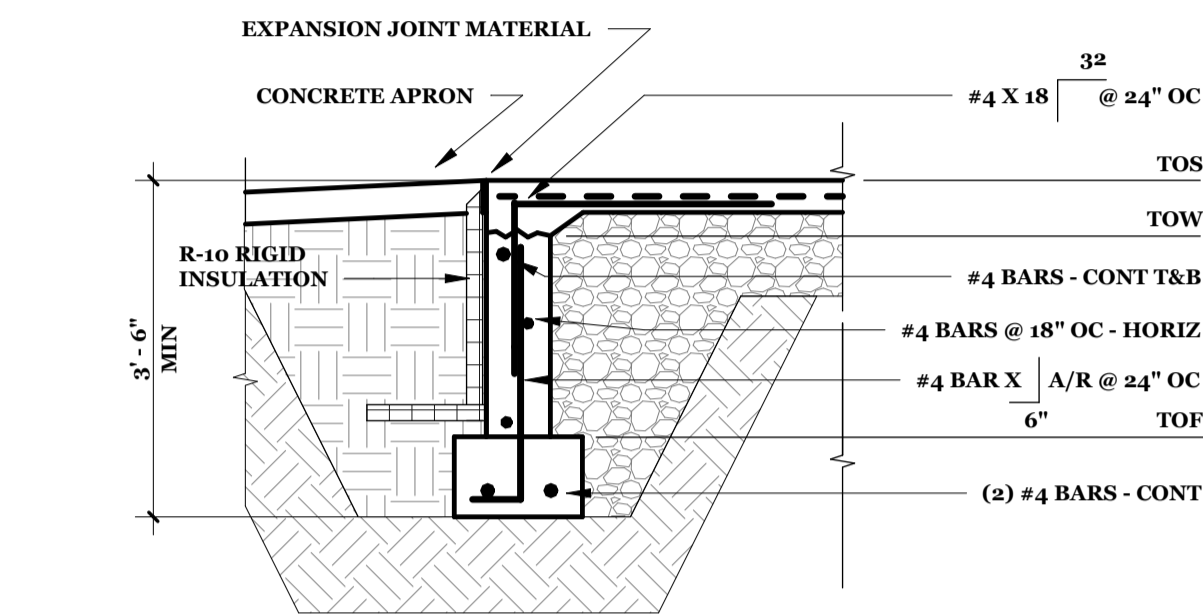 EXPANSION JOINT MATERIAL
32
CONCRETE APRON
#4 X 18 @ 24" OC
TOS
TOW
R-10 RIGID
INSULATION
#4 BARS - CONT T&B
#4 BARS @ 18" OC - HORIZ
3' - 6"
MIN
#4 BAR X A/R @ 24" OC
6"
TOF
(2) #4 BARS - CONT